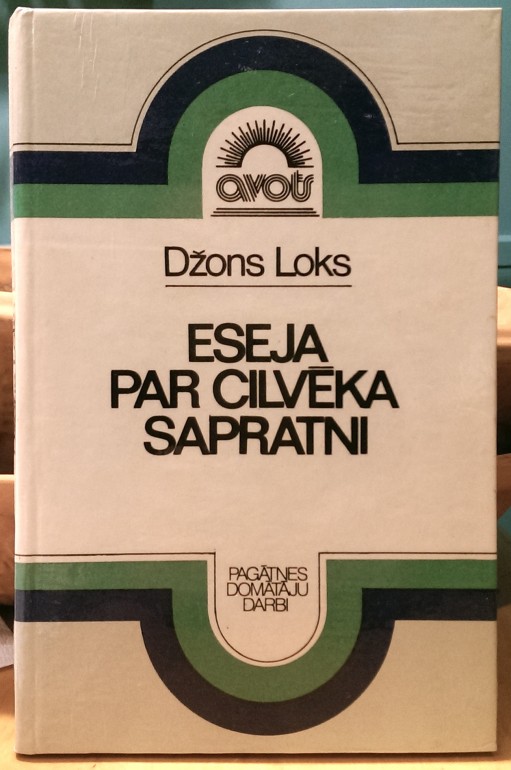 avots
Džons Loks
ESEJA
PAR CILVĒKA
SAPRATNI
PAGĀTNES
DOMĀTĀJU
DARBI